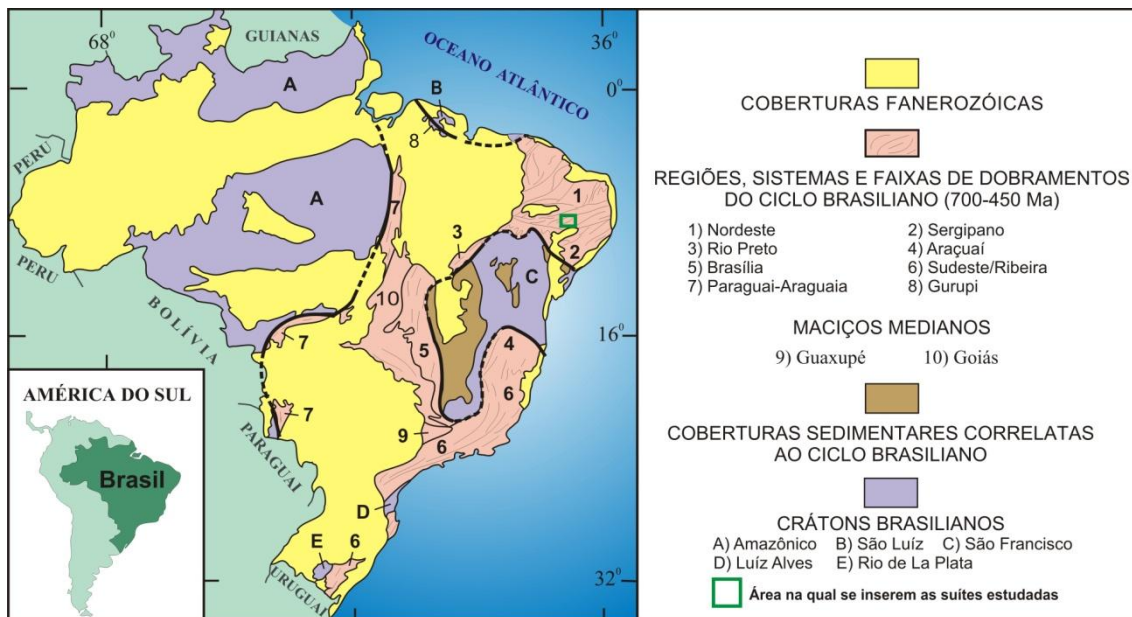 68°
36°
GUIANAS
OCEANO ATLÂNTICO
A
B
0°
8
PERU
1
A
7
3
2
PERU
C
10
BOLÍVIA
16°
7
5
4
6
7
9
6
PARAGUAI
D
E
6
URUGUAI
32°
AMÉRICA DO SUL
Brasil
COBERTURAS FANEROZÓICAS
REGIÕES, SISTEMAS E FAIXAS DE DOBRAMENTOS
DO CICLO BRASILIANO (700-450 Ma)
1) Nordeste 2) Sergipano
3) Rio Preto 4) Araçuaí
5) Brasília 6) Sudeste/Ribeira
7) Paraguai-Araguaia 8) Gurupi
MACIÇOS MEDIANOS
9) Guaxupé 10) Goiás
COBERTURAS SEDIMENTARES CORRELATAS
AO CICLO BRASILIANO
CRÁTONS BRASILIANOS
A) Amazônico B) São Luíz C) São Francisco
D) Luíz Alves E) Rio de La Plata
Área na qual se inserem as suítes estudadas